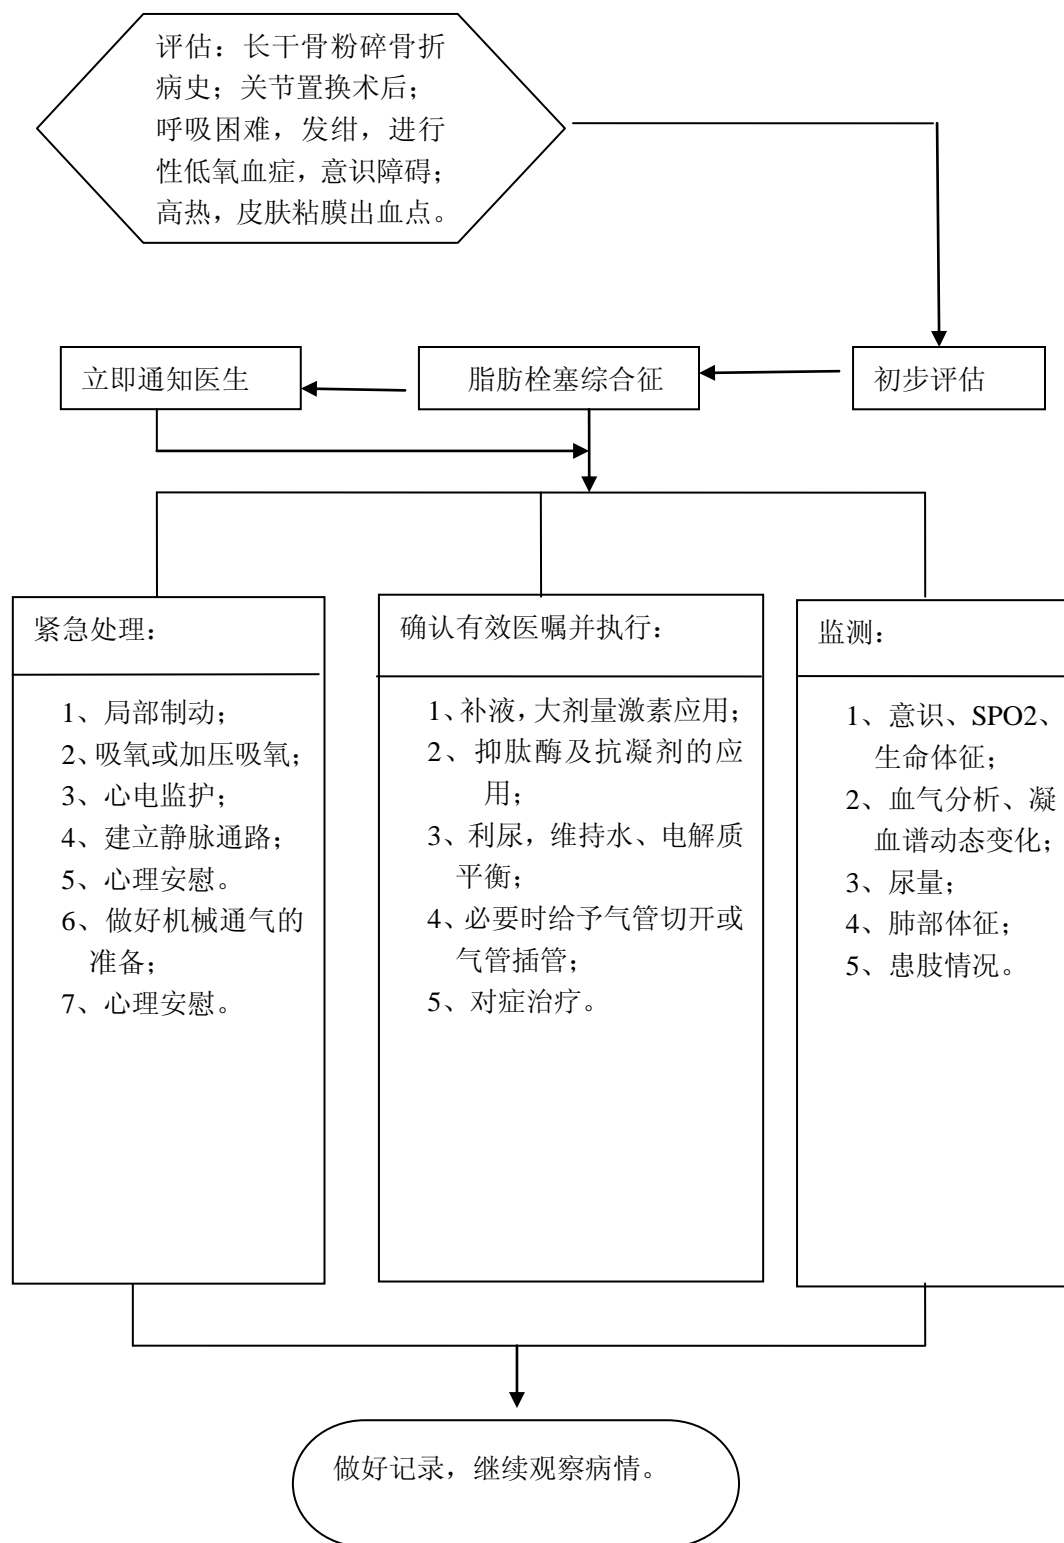 评估：长干骨粉碎骨折
病史；关节置换术后；
呼吸困难，发绀，进行
性低氧血症，意识障碍；
高热，皮肤粘膜出血点。
立即通知医生
脂肪栓塞综合征
初步评估
紧急处理：
1、局部制动；
2、吸氧或加压吸氧；
3、心电监护；
4、建立静脉通路；
5、心理安慰。
6、做好机械通气的
准备；
7、心理安慰。
确认有效医嘱并执行：
1、补液，大剂量激素应用；
2、抑肽酶及抗凝剂的应
用；
3、利尿，维持水、电解质
平衡；
4、必要时给予气管切开或
气管插管；
5、对症治疗。
监测：
1、意识、SPO2、
生命体征；
2、血气分析、凝
血谱动态变化；
3、尿量；
4、肺部体征；
5、患肢情况。
做好记录，继续观察病情。